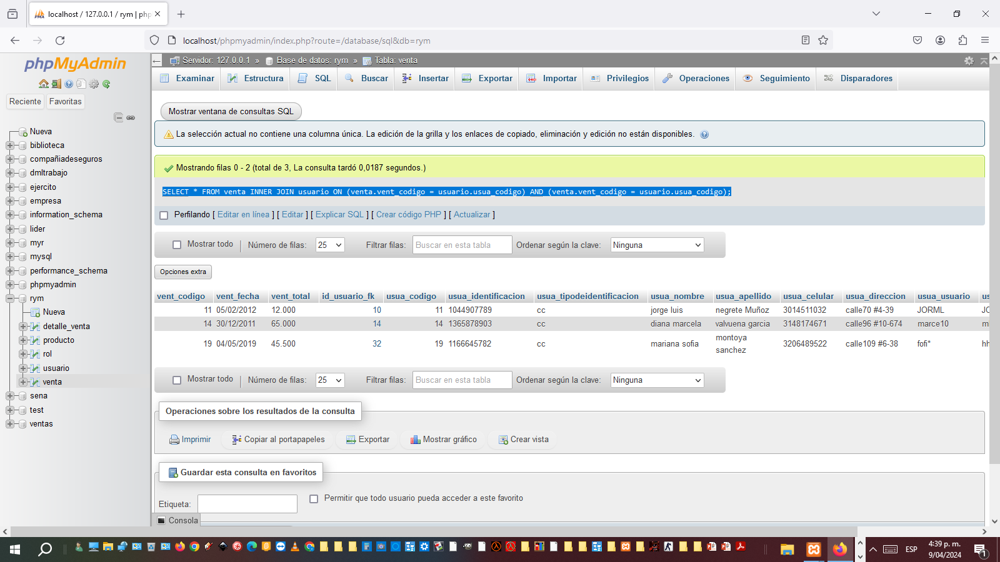 localhost / 127.0.0.1 / rym | php
localhost/phpmyadmin/index.php?route=/database/sql&db=rym
phpMyAdmin
Reciente
Favoritas
Nueva
biblioteca
compañiadeseguros
dmltrabajo
ejercito
empresa
information_schema
lider
myr
mysql
performance_schema
phpmyadmin
rym
Nueva
detalle_venta
producto
rol
usuario
venta
sena
test
ventas
Servidor: 127.0.0.1 » Base de datos: rym » Tabla: venta
Examinar Estructura SQL Buscar Insertar Exportar Importar Privilegios Operaciones Seguimiento Disparadores
Mostrar ventana de consultas SQL
La selección actual no contiene una columna única. La edición de la grilla y los enlaces de copiado, eliminación y edición no están disponibles.
Mostrando filas 0 - 2 (total de 3, La consulta tardó 0,0187 segundos.)
SELECT * FROM venta INNER JOIN usuario ON (venta.vent_codigo = usuario.usua_codigo) AND (venta.vent_codigo = usuario.usua_codigo);
Perfilando [ Editar en línea ] [ Editar ] [ Explicar SQL ] [ Crear código PHP ] [ Actualizar ]
Mostrar todo | Número de filas: 25 Filtrar filas: Buscar en esta tabla Ordenar según la clave: Ninguna
Opciones extra
vent_codigo vent_fecha vent_total id_usuario_fk usua_codigo usua_identificacion usua_tipodeidentificacion usua_nombre usua_apellido usua_celular usua_direccion usua_usuario us
11 05/02/2012 12.000 10 11 1044907789 cc jorge luis negrete Muñoz 3014511032 calle70 #4-39 JORML JC
14 30/12/2011 65.000 14 14 1365878903 cc diana marcela valvuena garcia 3148174671 calle96 #10-674 marce10 m
19 04/05/2019 45.500 32 19 1166645782 cc mariana sofia montoya sanchez 3206489522 calle109 #6-38 fofi* hh
Mostrar todo | Número de filas: 25 Filtrar filas: Buscar en esta tabla Ordenar según la clave: Ninguna
Operaciones sobre los resultados de la consulta
Imprimir Copiar al portapapeles Exportar Mostrar gráfico Crear vista
Guardar esta consulta en favoritos
Etiqueta: Permitir que todo usuario pueda acceder a este favorito
Consola
ESP
4:39 p. m.
9/04/2024
1